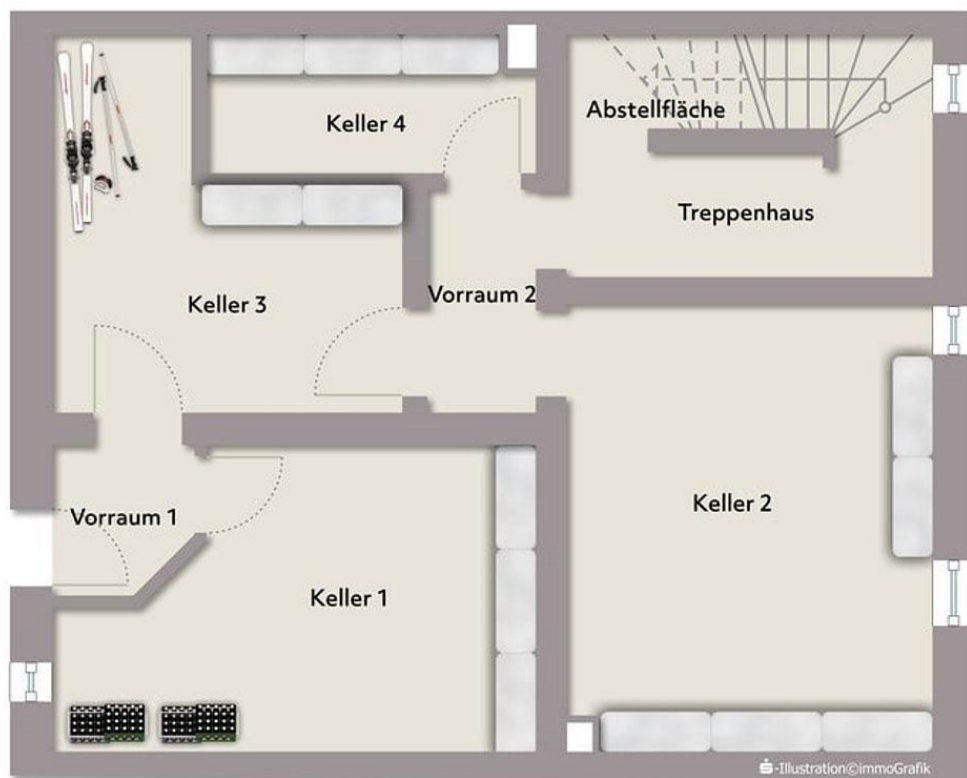 Keller 4
Abstellfläche
Treppenhaus
Keller 3
Vorraum 2
Vorraum 1
Keller 2
Keller 1
-Illustration©immoGrafik